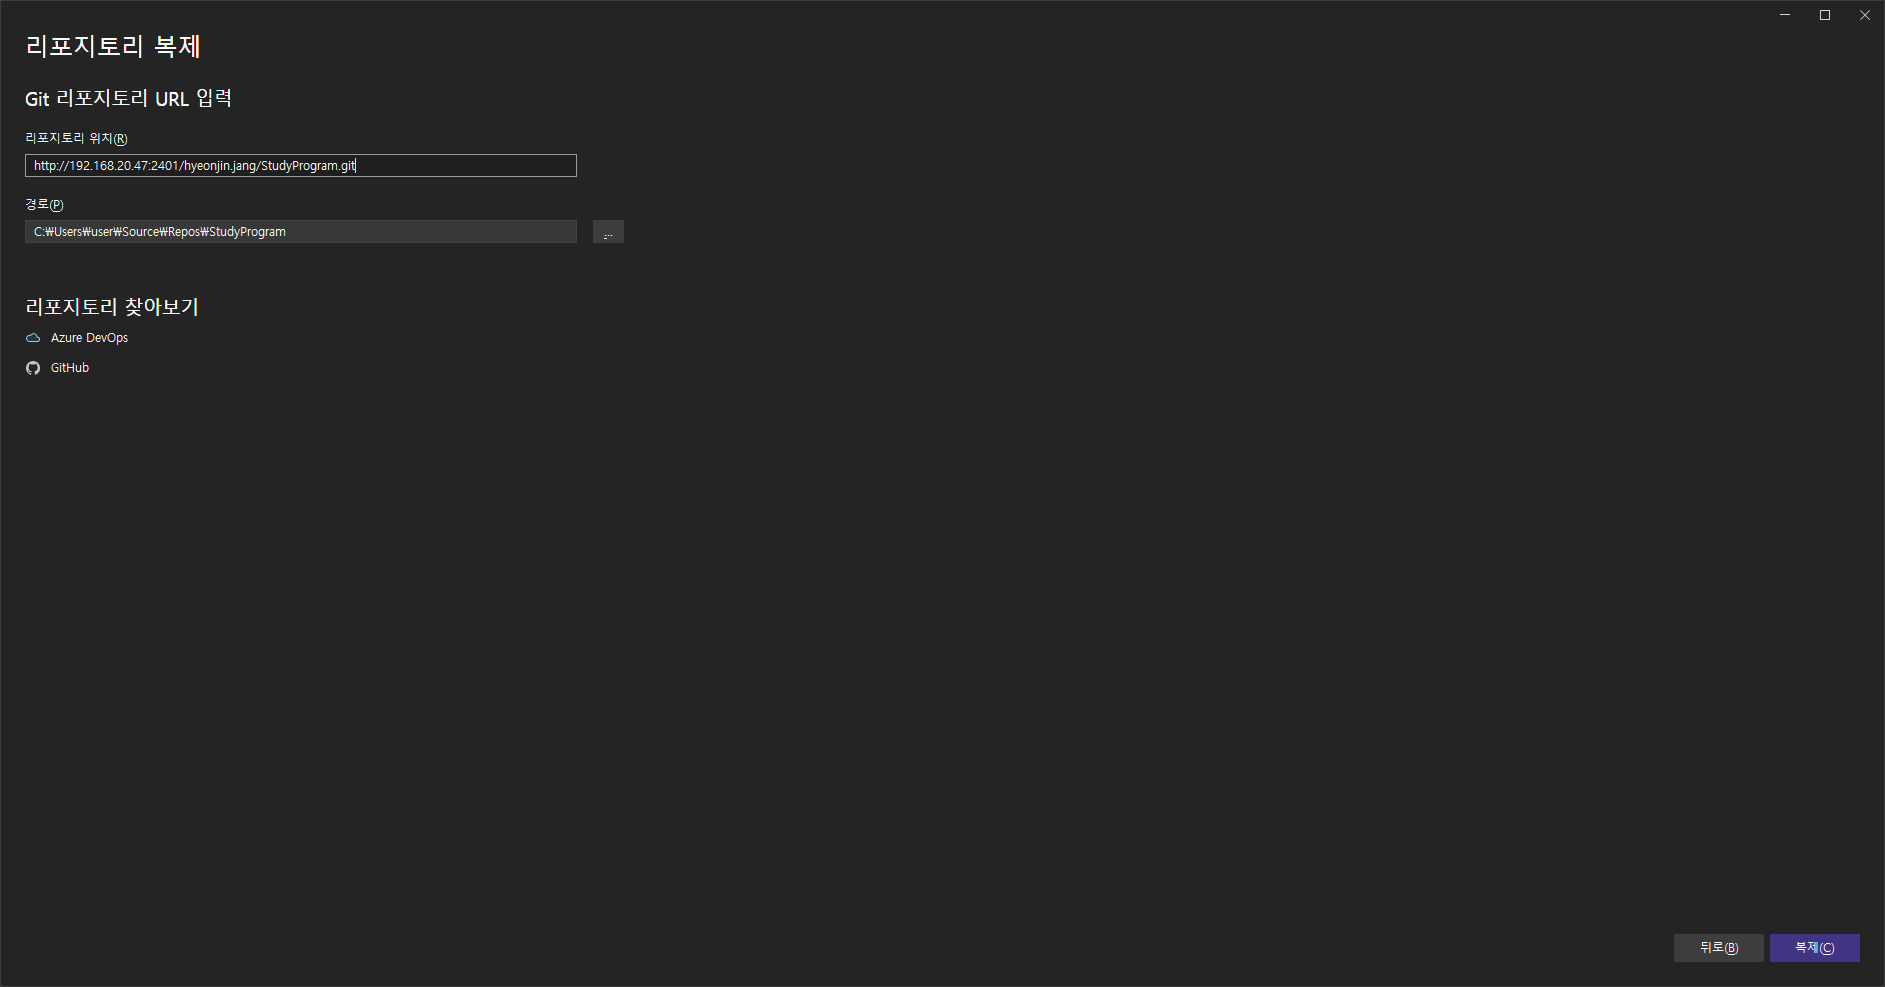 리포지토리 복제
Git 리포지토리 URL 입력
리포지토리 위치(R)
http://192.168.20.47:2401/hyeonjin.jang/StudyProgram.git
경로(P)
C:₩Users₩user₩Source₩Repos₩StudyProgram
...
리포지토리 찾아보기
Azure DevOps
GitHub
뒤로(B) 복제(C)